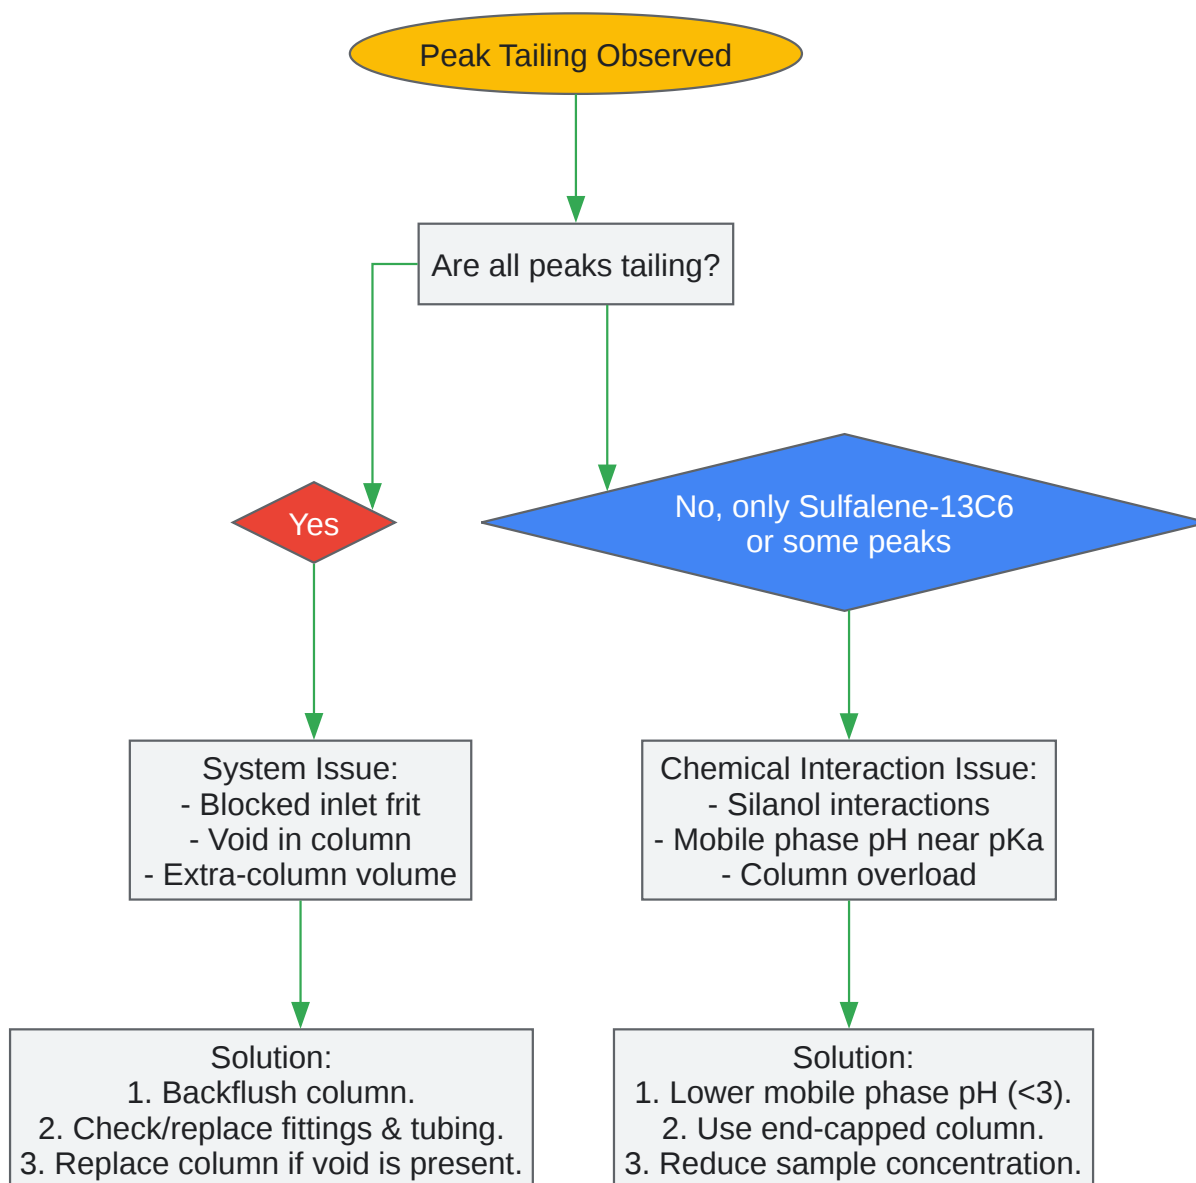 Peak Tailing Observed
Are all peaks tailing?
Yes
No, only Sulfalene-13C6
or some peaks
System Issue:
- Blocked inlet frit
- Void in column
- Extra-column volume
Chemical Interaction Issue:
- Silanol interactions
- Mobile phase pH near pKa
- Column overload
Solution:
1. Backflush column.
2. Check/replace fittings & tubing.
3. Replace column if void is present.
Solution:
1. Lower mobile phase pH (<3).
2. Use end-capped column.
3. Reduce sample concentration.